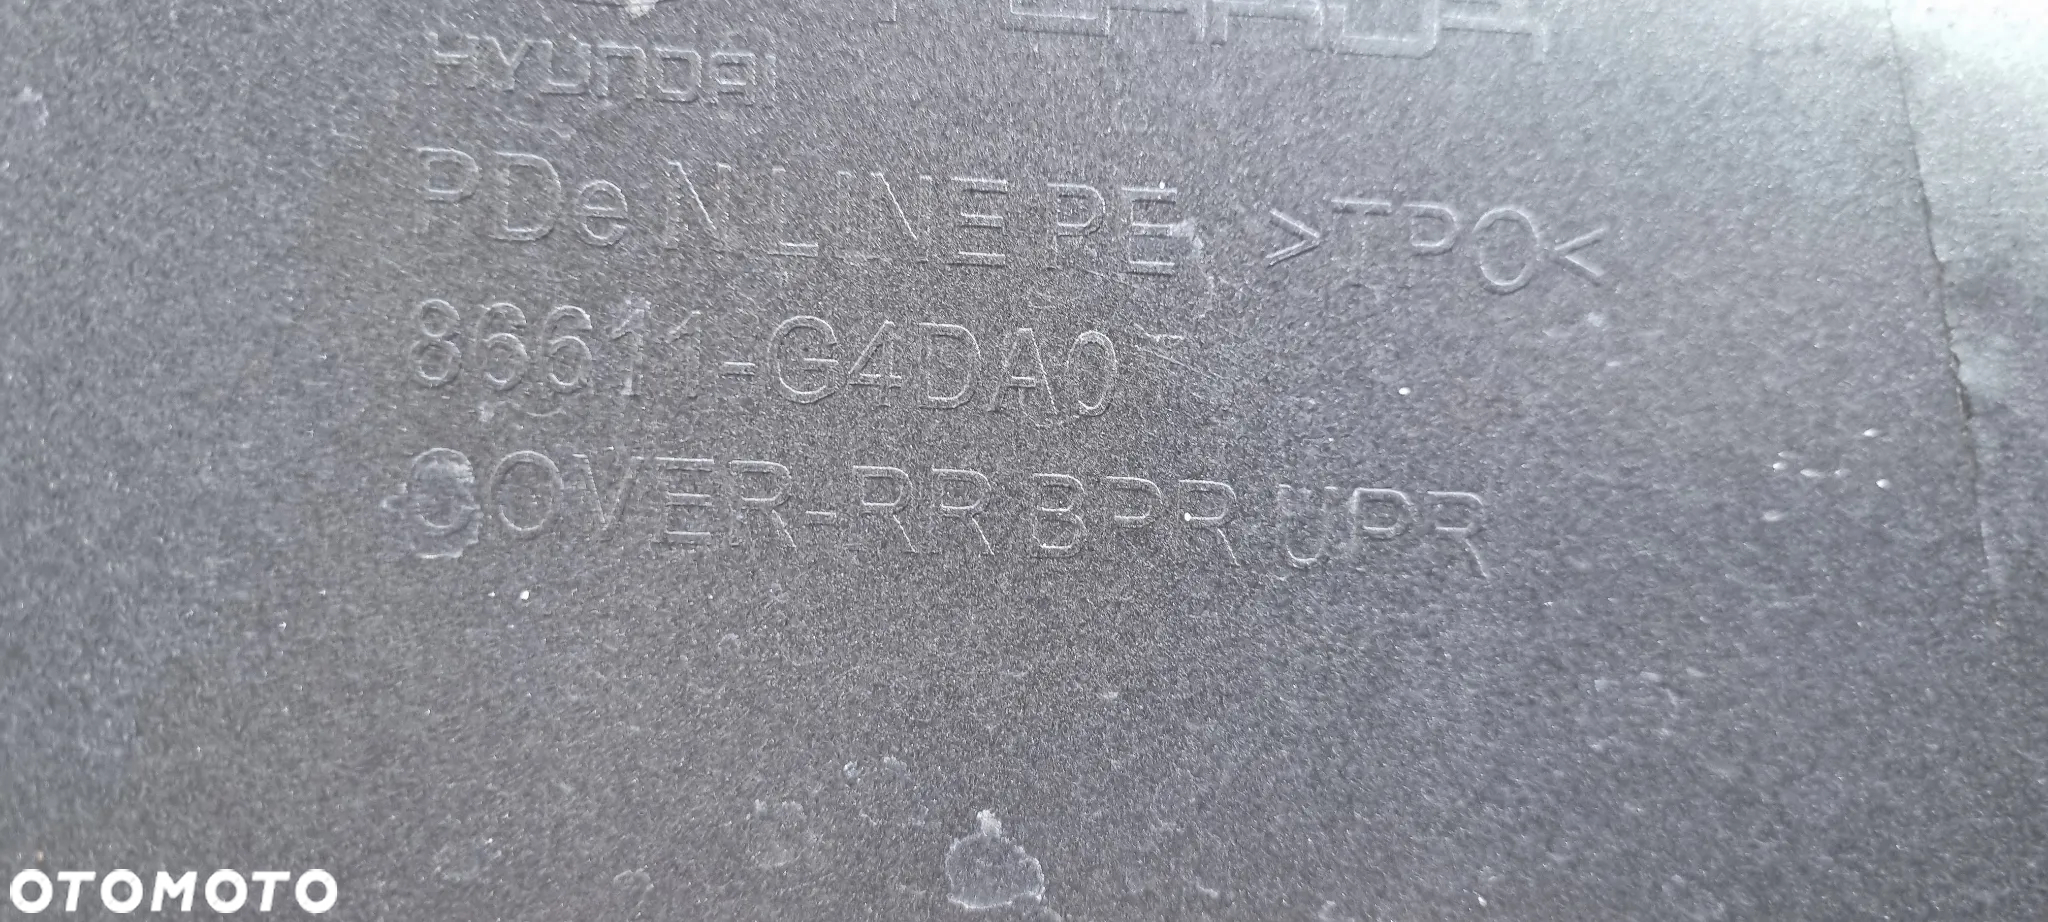 HYUNDAI
PDe N LINE PE >TPO<
86611-G4DA0
COVER-RR BPR UPR
OTOMOTO